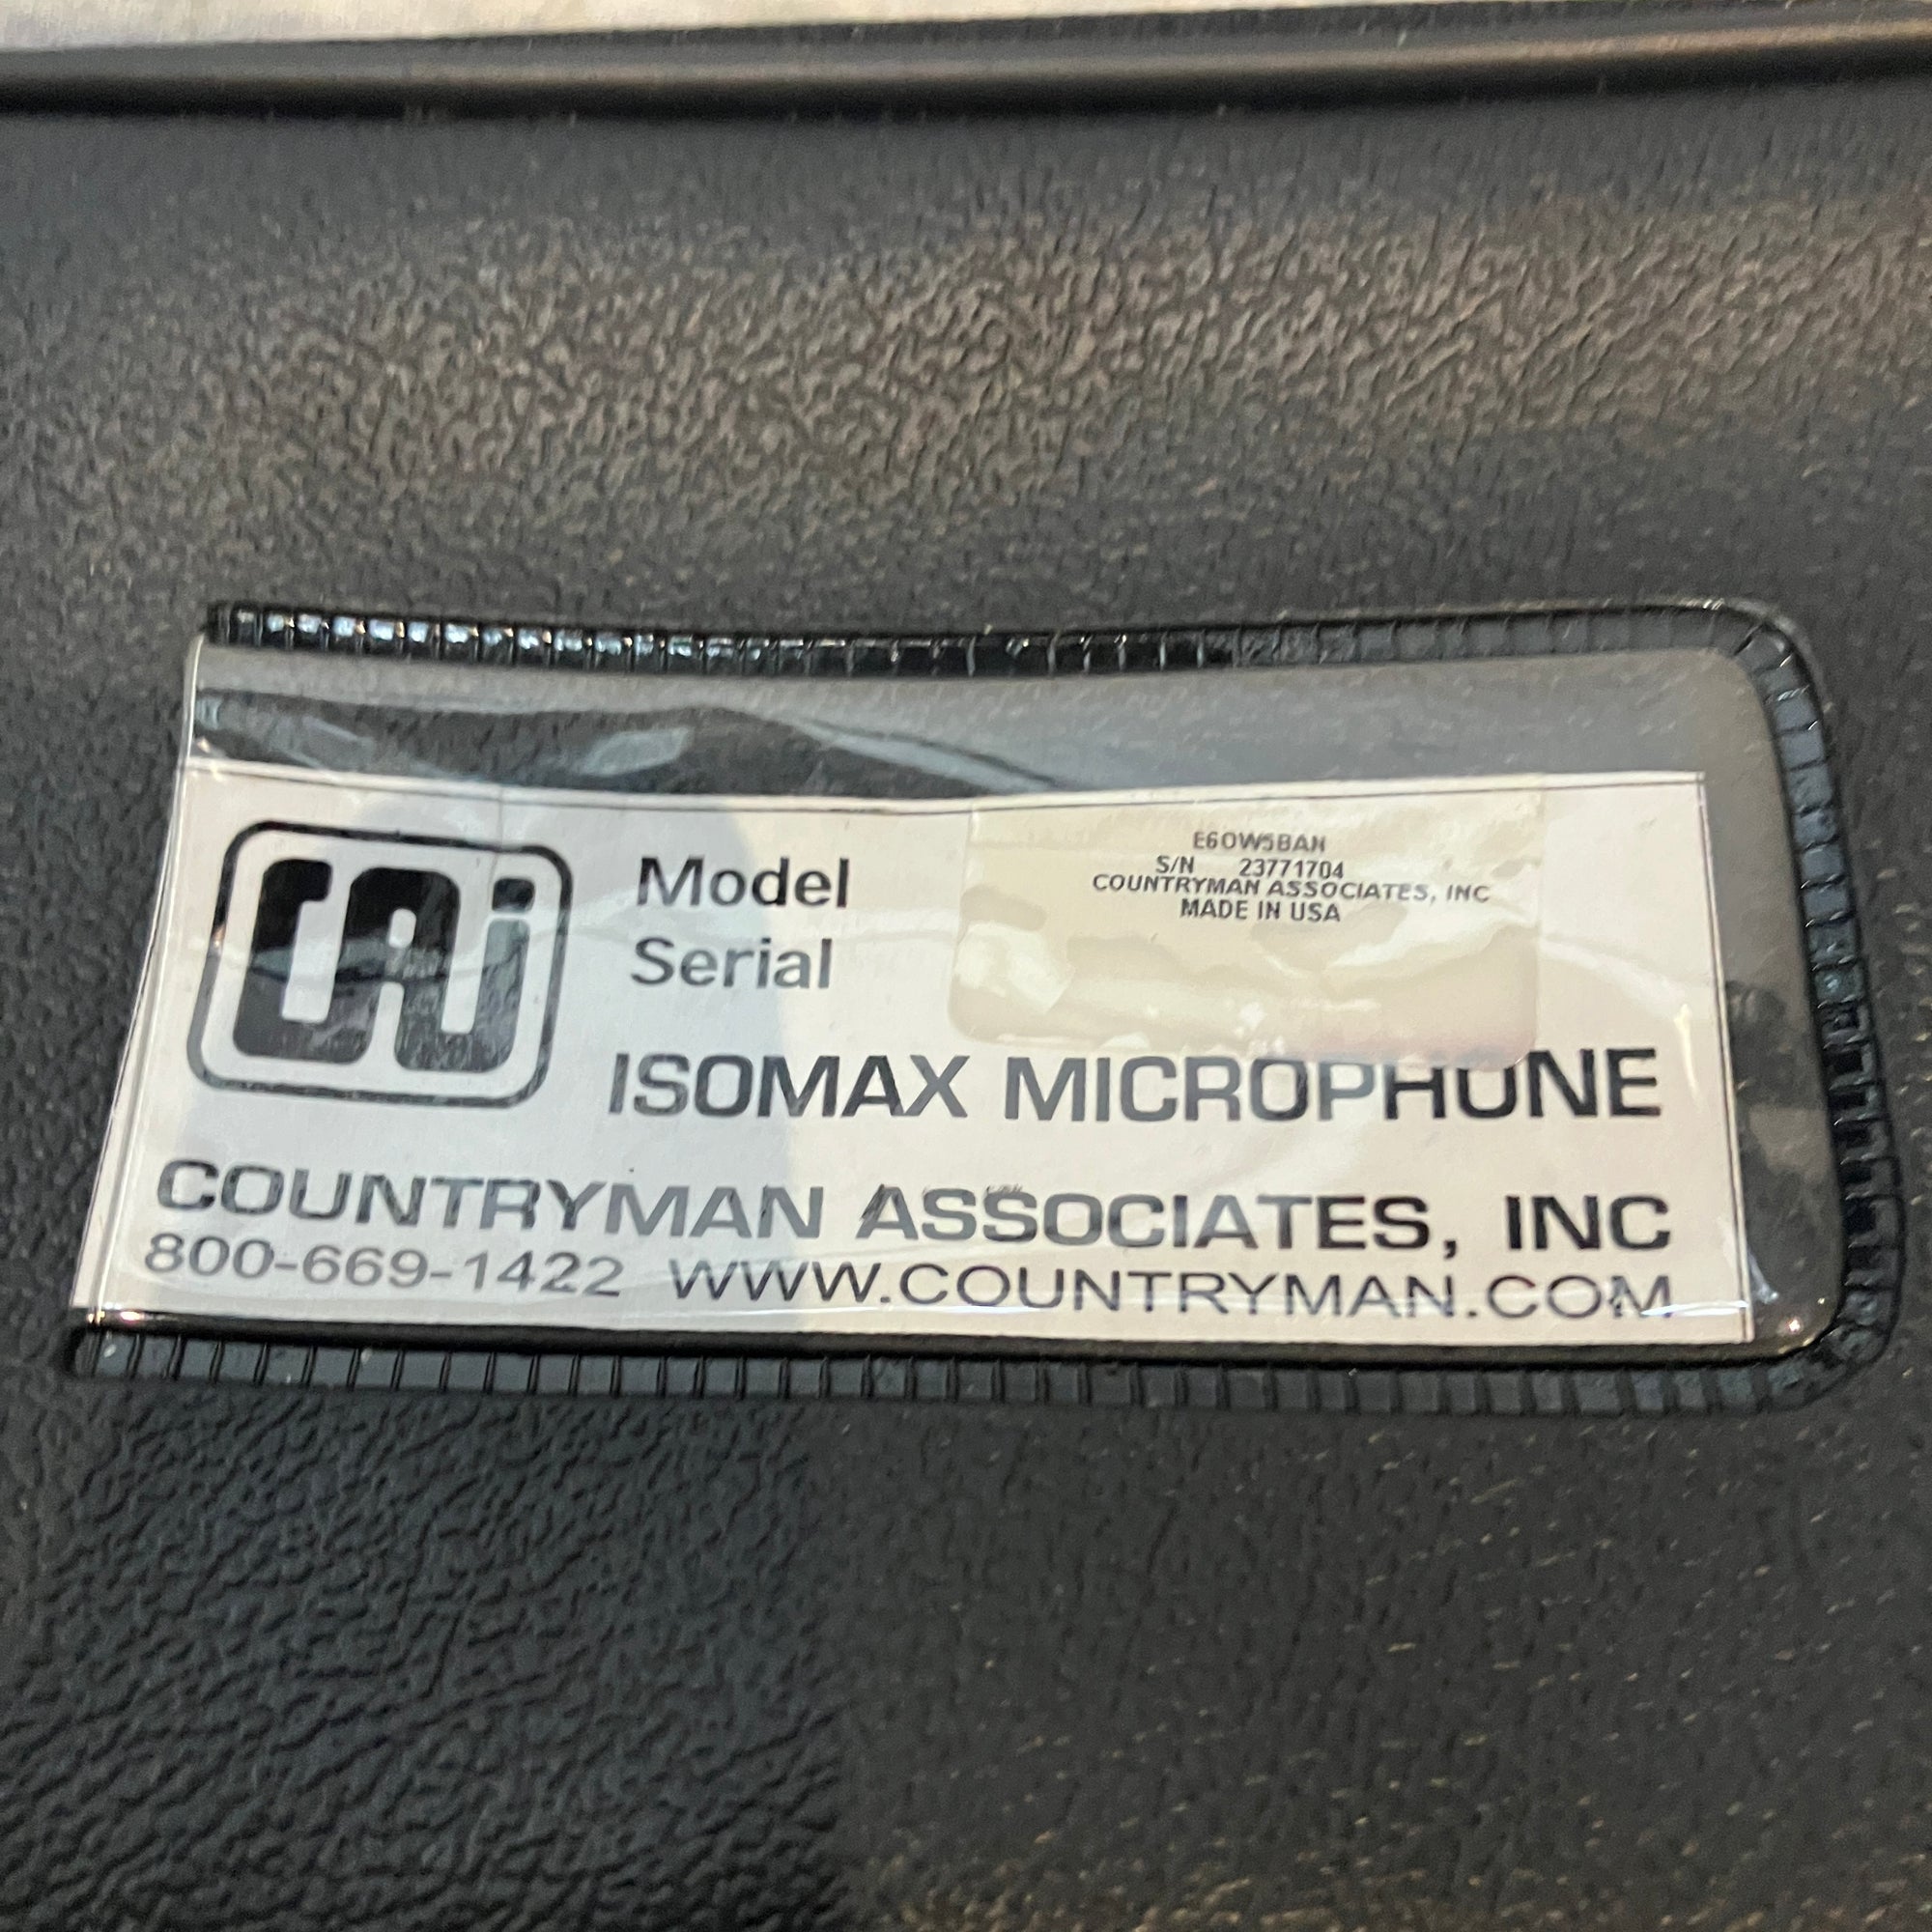 CAi
Model
Serial
E6OW5BAN
S/N 23771704
COUNTRYMAN ASSOCIATES, INC
MADE IN USA
ISOMAX MICROPHONE
COUNTRYMAN ASSOCIATES, INC
800-669-1422 WWW.COUNTRYMAN.COM